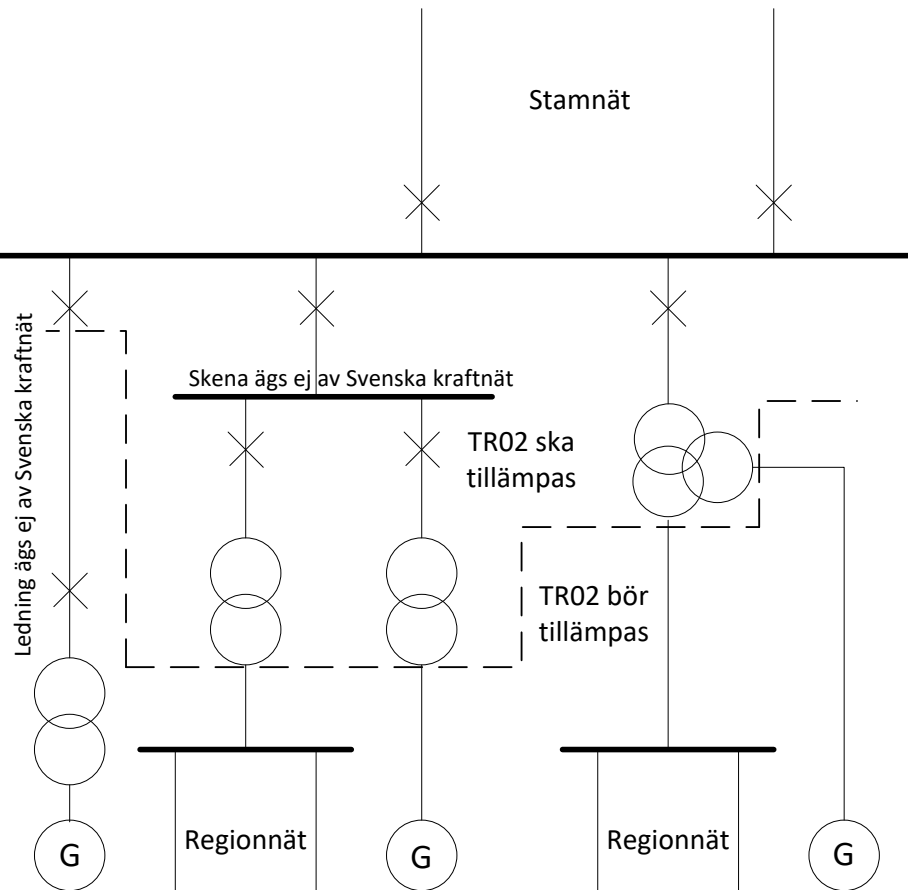 Stamnät
Ledning ägs ej av Svenska kraftnät
Skena ägs ej av Svenska kraftnät
TR02 ska
tillämpas
TR02 bör
tillämpas
G
Regionnät
G
Regionnät
G